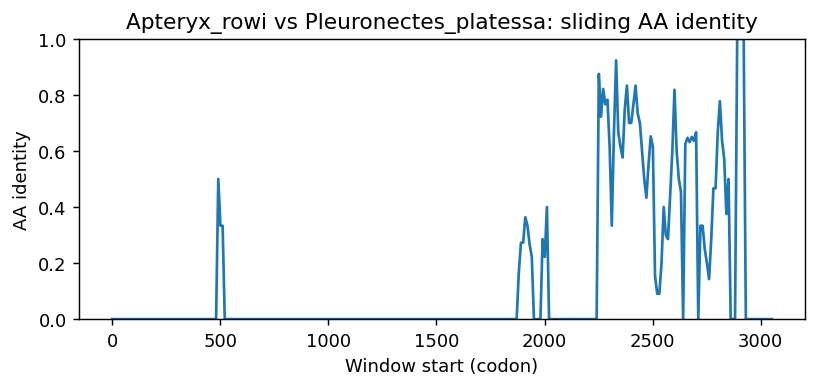 Apteryx_rowi vs Pleuronectes_platessa: sliding AA identity
1.0
0.8
0.6
0.4
0.2
0.0
AA identity
0 500 1000 1500 2000 2500 3000
Window start (codon)